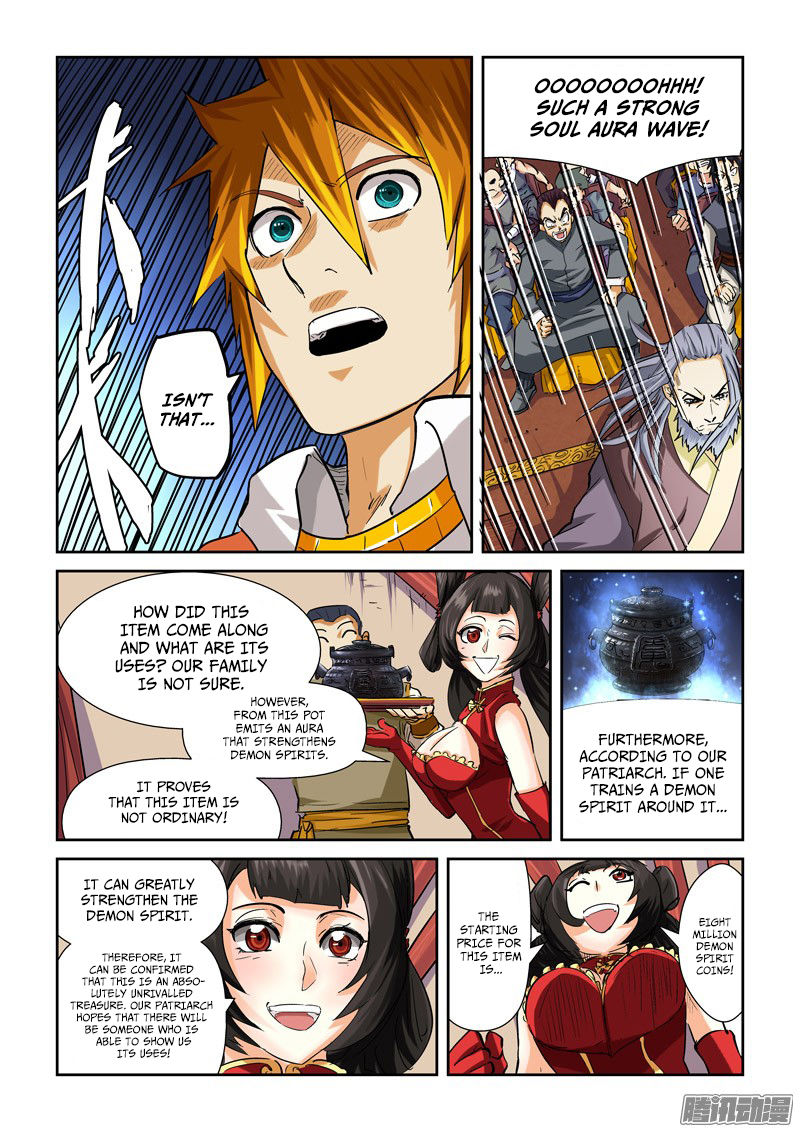 ISN'T
THAT...
OOOOOOOOHHH!
SUCH A STRONG
SOUL AURA WAVE!
HOW DID THIS
ITEM COME ALONG
AND WHAT ARE ITS
USES? OUR FAMILY
IS NOT SURE.
HOWEVER,
FROM THIS POT
EMITS AN AURA
THAT STRENGTHENS
DEMON SPIRITS.
IT PROVES
THAT THIS ITEM IS
NOT ORDINARY!
FURTHERMORE,
ACCORDING TO OUR
PATRIARCH. IF ONE
TRAINS A DEMON
SPIRIT AROUND IT...
IT CAN GREATLY
STRENGTHEN THE
DEMON SPIRIT.
THEREFORE, IT
CAN BE CONFIRMED
THAT THIS IS AN ABSO-
LUTELY UNRIVALLED
TREASURE. OUR PATRIARCH
HOPES THAT THERE WILL
BE SOMEONE WHO IS
ABLE TO SHOW US
ITS USES!
THE
STARTING
PRICE FOR
THIS ITEM
IS...
EIGHT
MILLION
DEMON
SPIRIT
COINS!
腾讯动漫